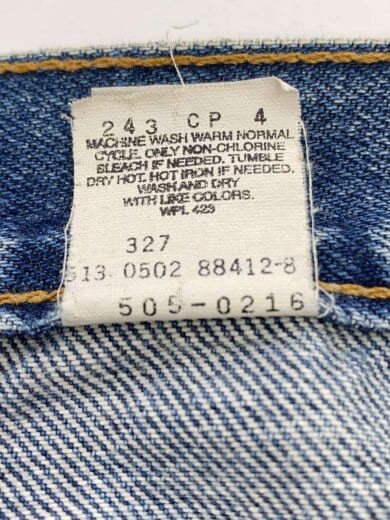 243 CP 4
MACHINE WASH WARM NORMAL
CYCLE. ONLY NON-CHLORINE
BLEACH IF NEEDED. TUMBLE
DRY HOT. HOT IRON IF NEEDED.
WASH AND DRY
WITH LIKE COLORS.
WPL 423
327
513 0502 88412-8
505-0216